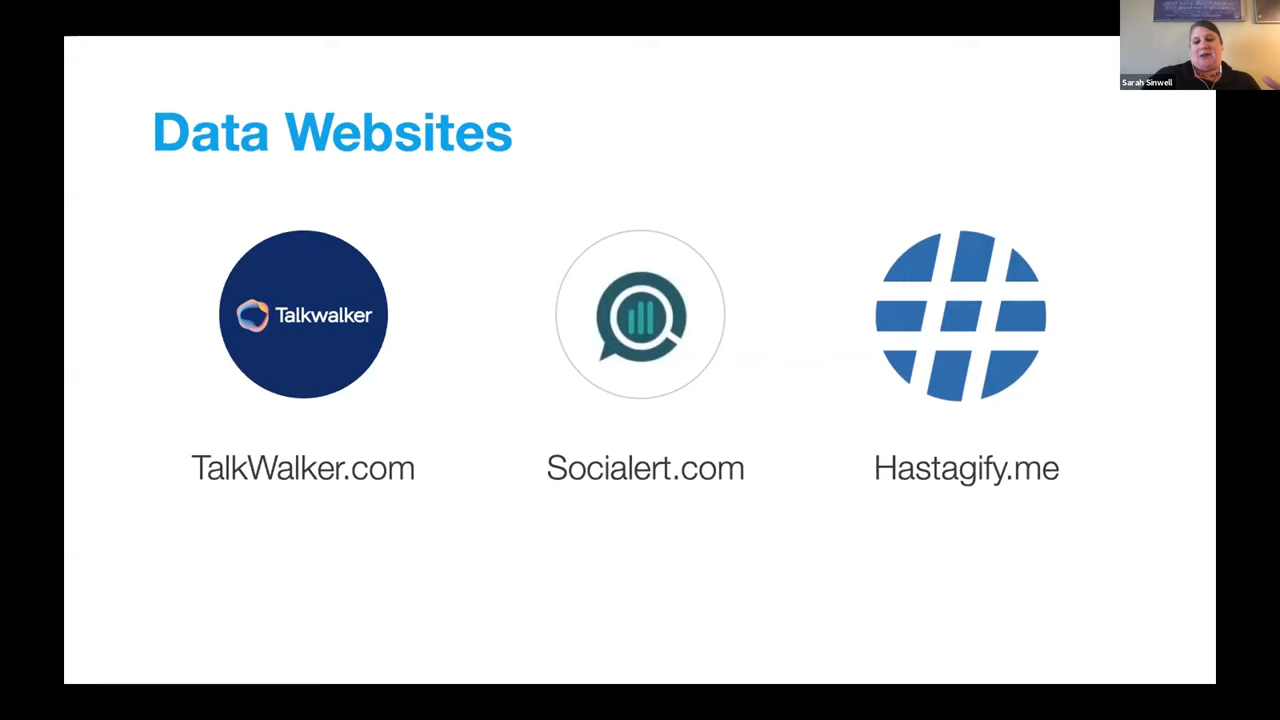 Sarah Sinwell
Data Websites
Talkwalker
TalkWalker.com
Socialert.com
Hastagify.me